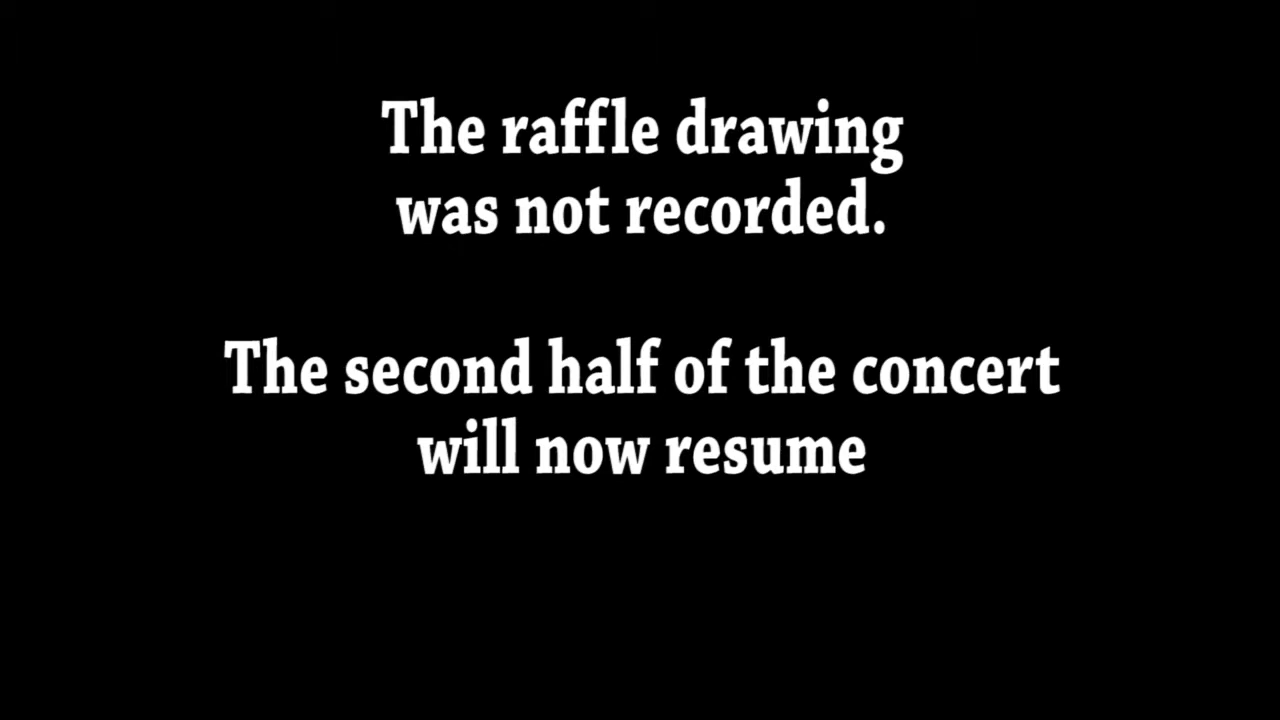 The raffle drawing
was not recorded.
The second half of the concert
will now resume